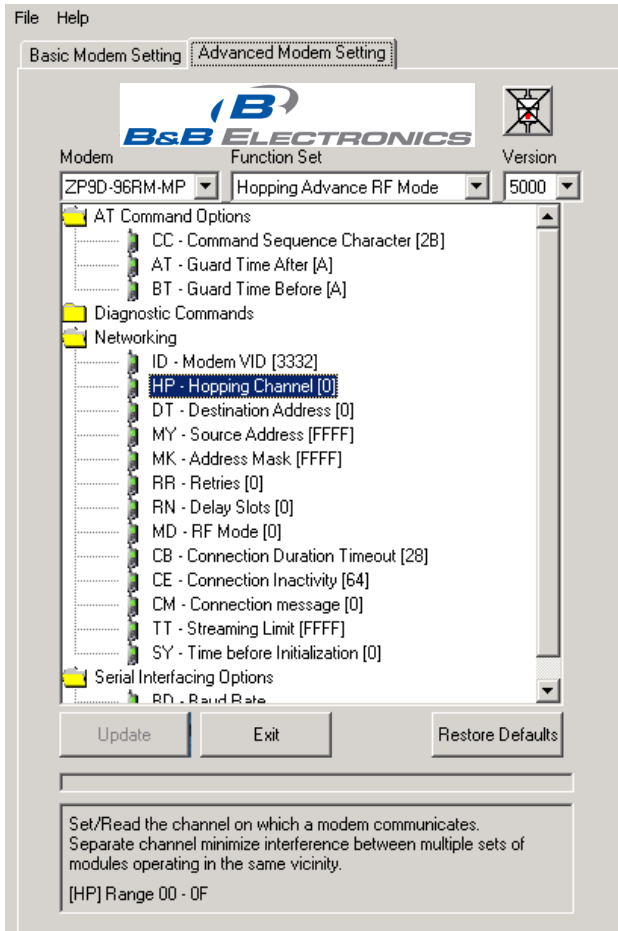 File Help
Basic Modem Setting Advanced Modem Setting
B
B&B ELECTRONICS
Modem Function Set Version
ZP9D-96RM-MP Hopping Advance RF Mode 5000
AT Command Options
CC - Command Sequence Character [2B]
AT - Guard Time After [A]
BT - Guard Time Before [A]
Diagnostic Commands
Networking
ID - Modem VID [3332]
HP - Hopping Channel [0]
DT - Destination Address [0]
MY - Source Address [FFFF]
MK - Address Mask [FFFF]
RR - Retries [0]
RN - Delay Slots [0]
MD - RF Mode [0]
CB - Connection Duration Timeout [28]
CE - Connection Inactivity [64]
CM - Connection message [0]
TT - Streaming Limit [FFFF]
SY - Time before Initialization [0]
Serial Interfacing Options
BD - Baud Rate
Update Exit Restore Defaults
Set/Read the channel on which a modem communicates.
Separate channel minimize interference between multiple sets of
modules operating in the same vicinity.
[HP] Range 00 - 0F